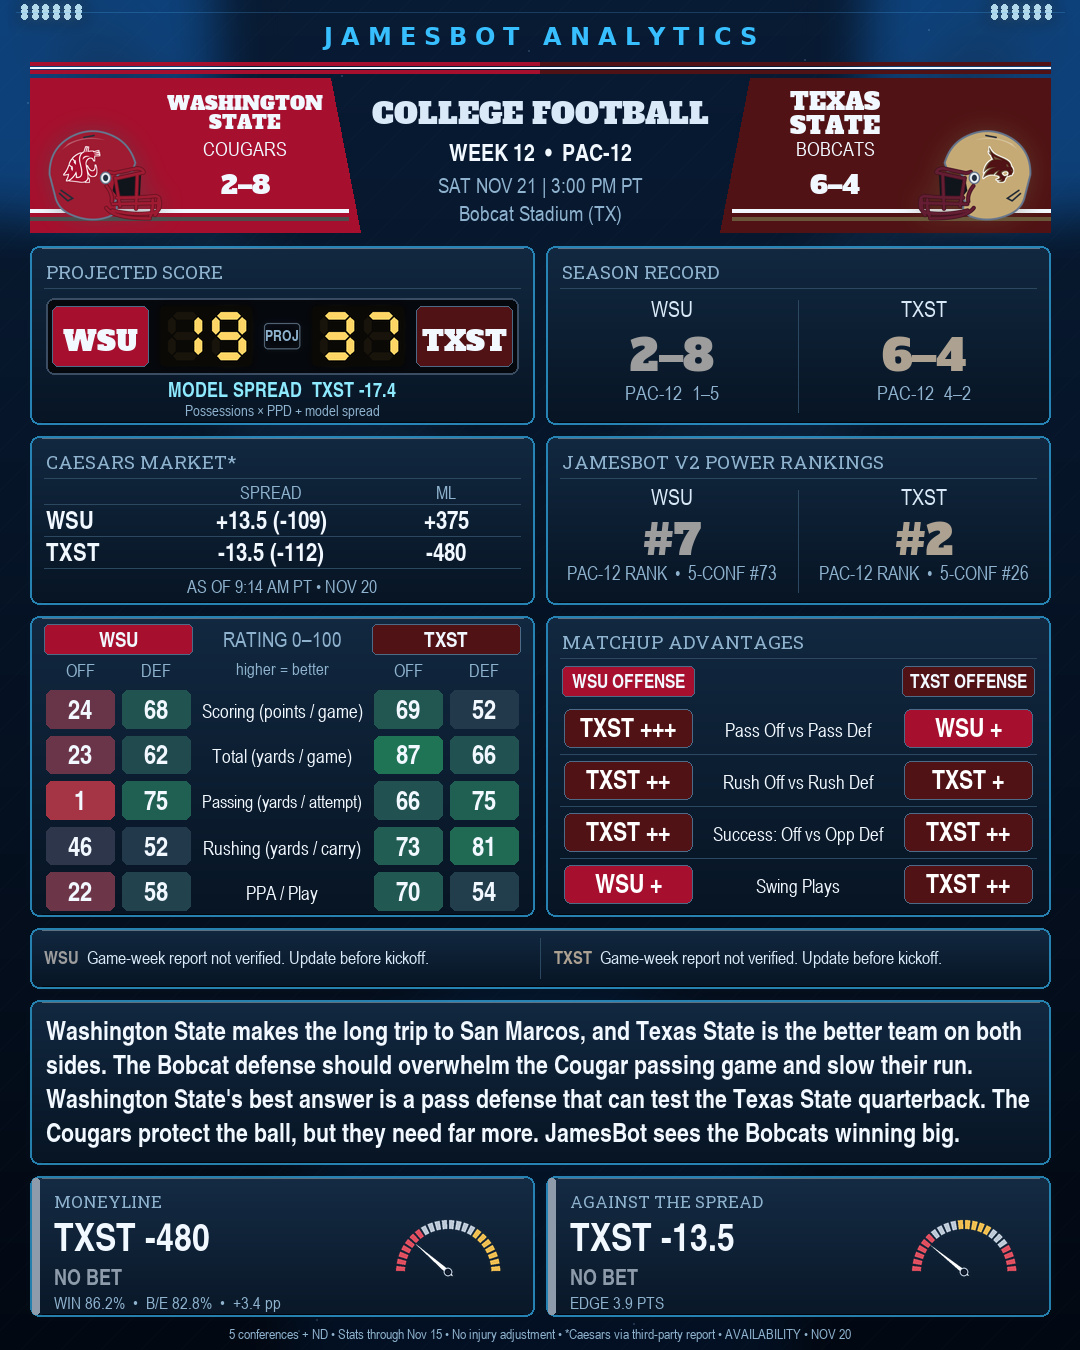 JAMESBOT ANALYTICS
WASHINGTON STATE
COUGARS
2–8
COLLEGE FOOTBALL
WEEK 12 • PAC-12
SAT NOV 21 | 3:00 PM PT
Bobcat Stadium (TX)
TEXAS STATE
BOBCATS
6–4
PROJECTED SCORE
WSU 19 PROJ 37 TXST
MODEL SPREAD TXST -17.4
Possessions × PPD + model spread
SEASON RECORD
WSU TXST
2–8 6–4
PAC-12 1–5 PAC-12 4–2
CAESARS MARKET*
SPREAD ML
WSU +13.5 (-109) +375
TXST -13.5 (-112) -480
AS OF 9:14 AM PT • NOV 20
JAMESBOT V2 POWER RANKINGS
WSU TXST
#7 #2
PAC-12 RANK • 5-CONF #73 PAC-12 RANK • 5-CONF #26
WSU RATING 0–100 TXST
OFF DEF higher = better OFF DEF
24 68 Scoring (points / game) 69 52
23 62 Total (yards / game) 87 66
1 75 Passing (yards / attempt) 66 75
46 52 Rushing (yards / carry) 73 81
22 58 PPA / Play 70 54
MATCHUP ADVANTAGES
WSU OFFENSE TXST OFFENSE
TXST +++ Pass Off vs Pass Def WSU +
TXST ++ Rush Off vs Rush Def TXST +
TXST ++ Success: Off vs Opp Def TXST ++
WSU + Swing Plays TXST ++
WSU Game-week report not verified. Update before kickoff.
TXST Game-week report not verified. Update before kickoff.
Washington State makes the long trip to San Marcos, and Texas State is the better team on both
sides. The Bobcat defense should overwhelm the Cougar passing game and slow their run.
Washington State's best answer is a pass defense that can test the Texas State quarterback. The
Cougars protect the ball, but they need far more. JamesBot sees the Bobcats winning big.
MONEYLINE
TXST -480
NO BET
WIN 86.2% • B/E 82.8% • +3.4 pp
AGAINST THE SPREAD
TXST -13.5
NO BET
EDGE 3.9 PTS
5 conferences + ND • Stats through Nov 15 • No injury adjustment • *Caesars via third-party report • AVAILABILITY • NOV 20